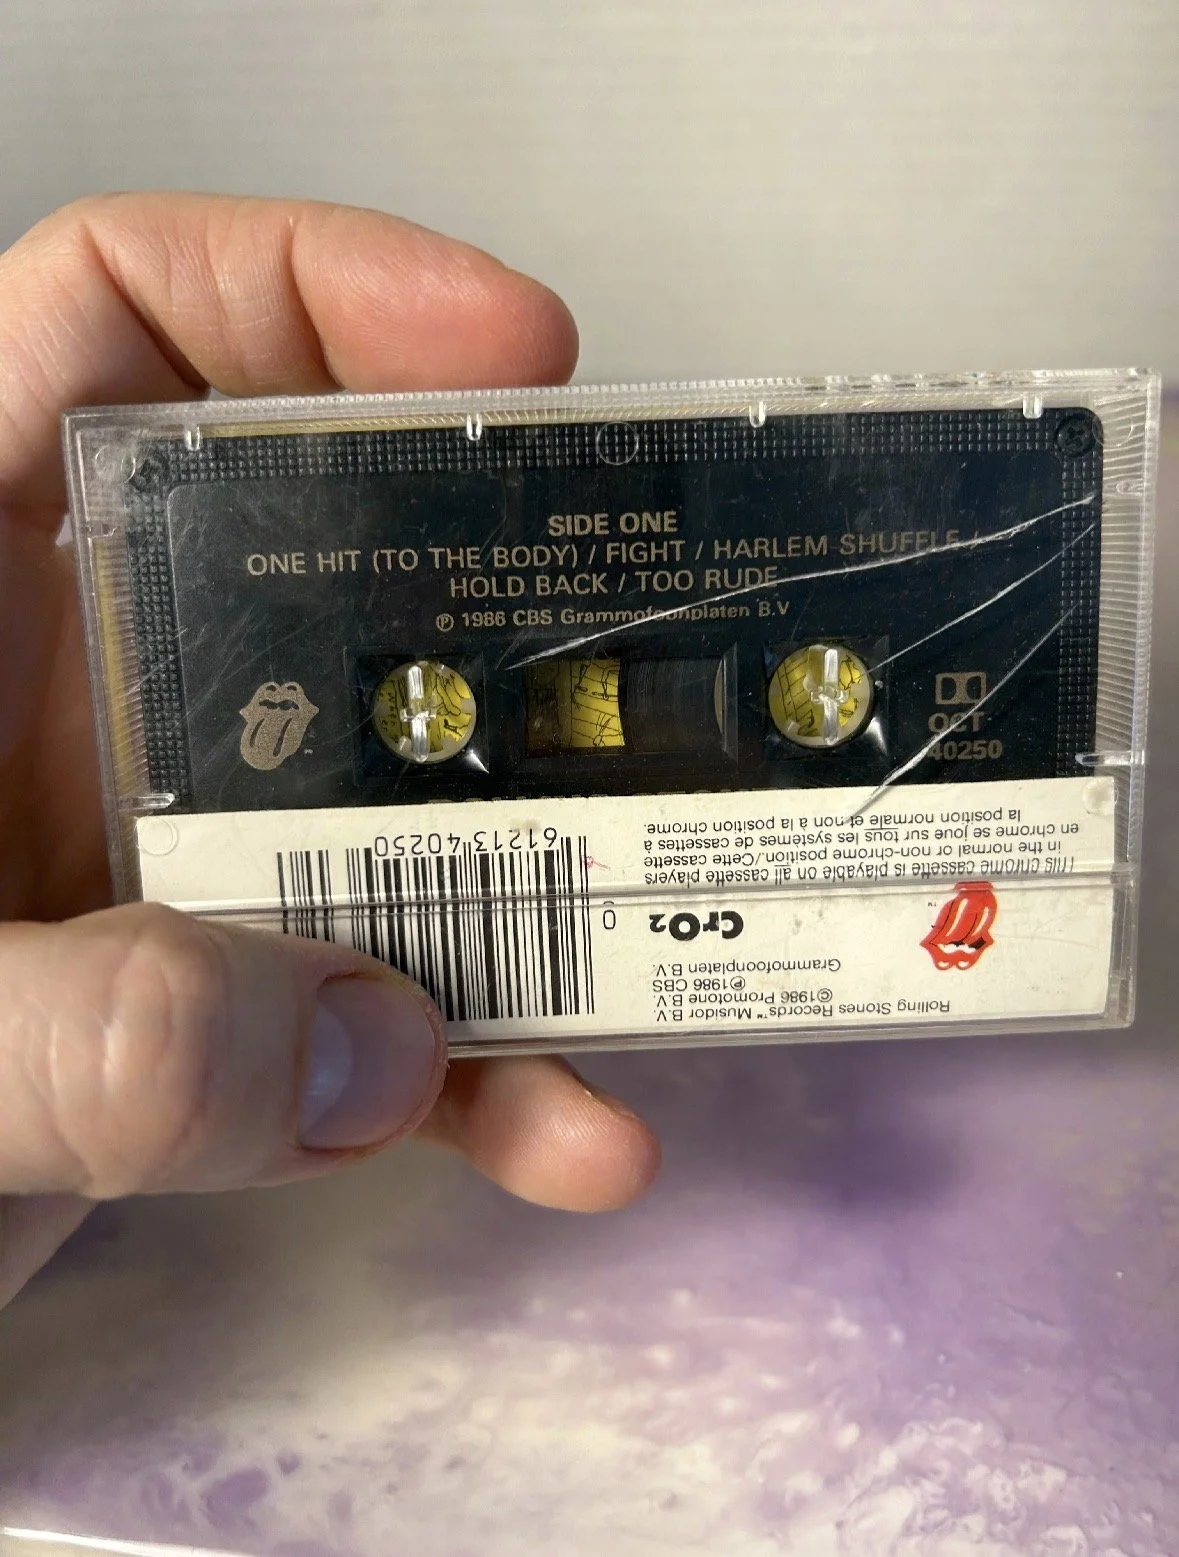 SIDE ONE
ONE HIT (TO THE BODY) / FIGHT / HARLEM SHUFFLE /
HOLD BACK / TOO RUDE
℗ 1986 CBS Grammofoonplaten B.V
™
OCT
40250
This chrome cassette is playable on all cassette players
in the normal or non-chrome position./Cette cassette
en chrome se joue sur tous les systèmes de cassettes à
la position normale et non à la position chrome.
CrO2
™
Rolling Stones Records™ Musidor B.V.
©1986 Promotone B.V.
℗1986 CBS
Grammofoonplaten B.V.
0
61213 40250